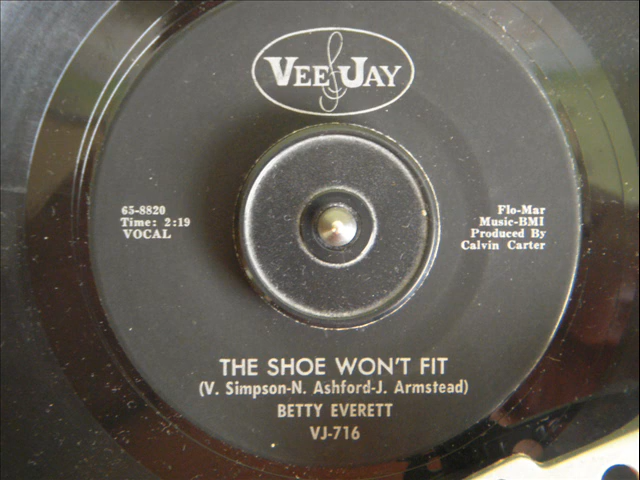 VEE JAY
65-8820
Time: 2:19
VOCAL
Flo-Mar
Music-BMI
Produced By
Calvin Carter
THE SHOE WON'T FIT
(V. Simpson-N. Ashford-J. Armstead)
BETTY EVERETT
VJ-716